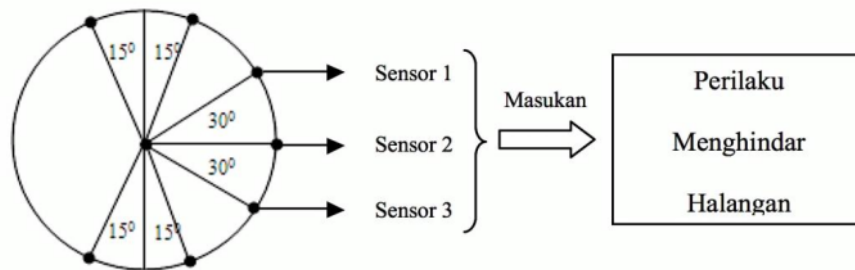 15⁰ 15⁰
Sensor 1
30⁰
Sensor 2
30⁰
Sensor 3
15⁰ 15⁰
Masukan
Perilaku
Menghindar
Halangan